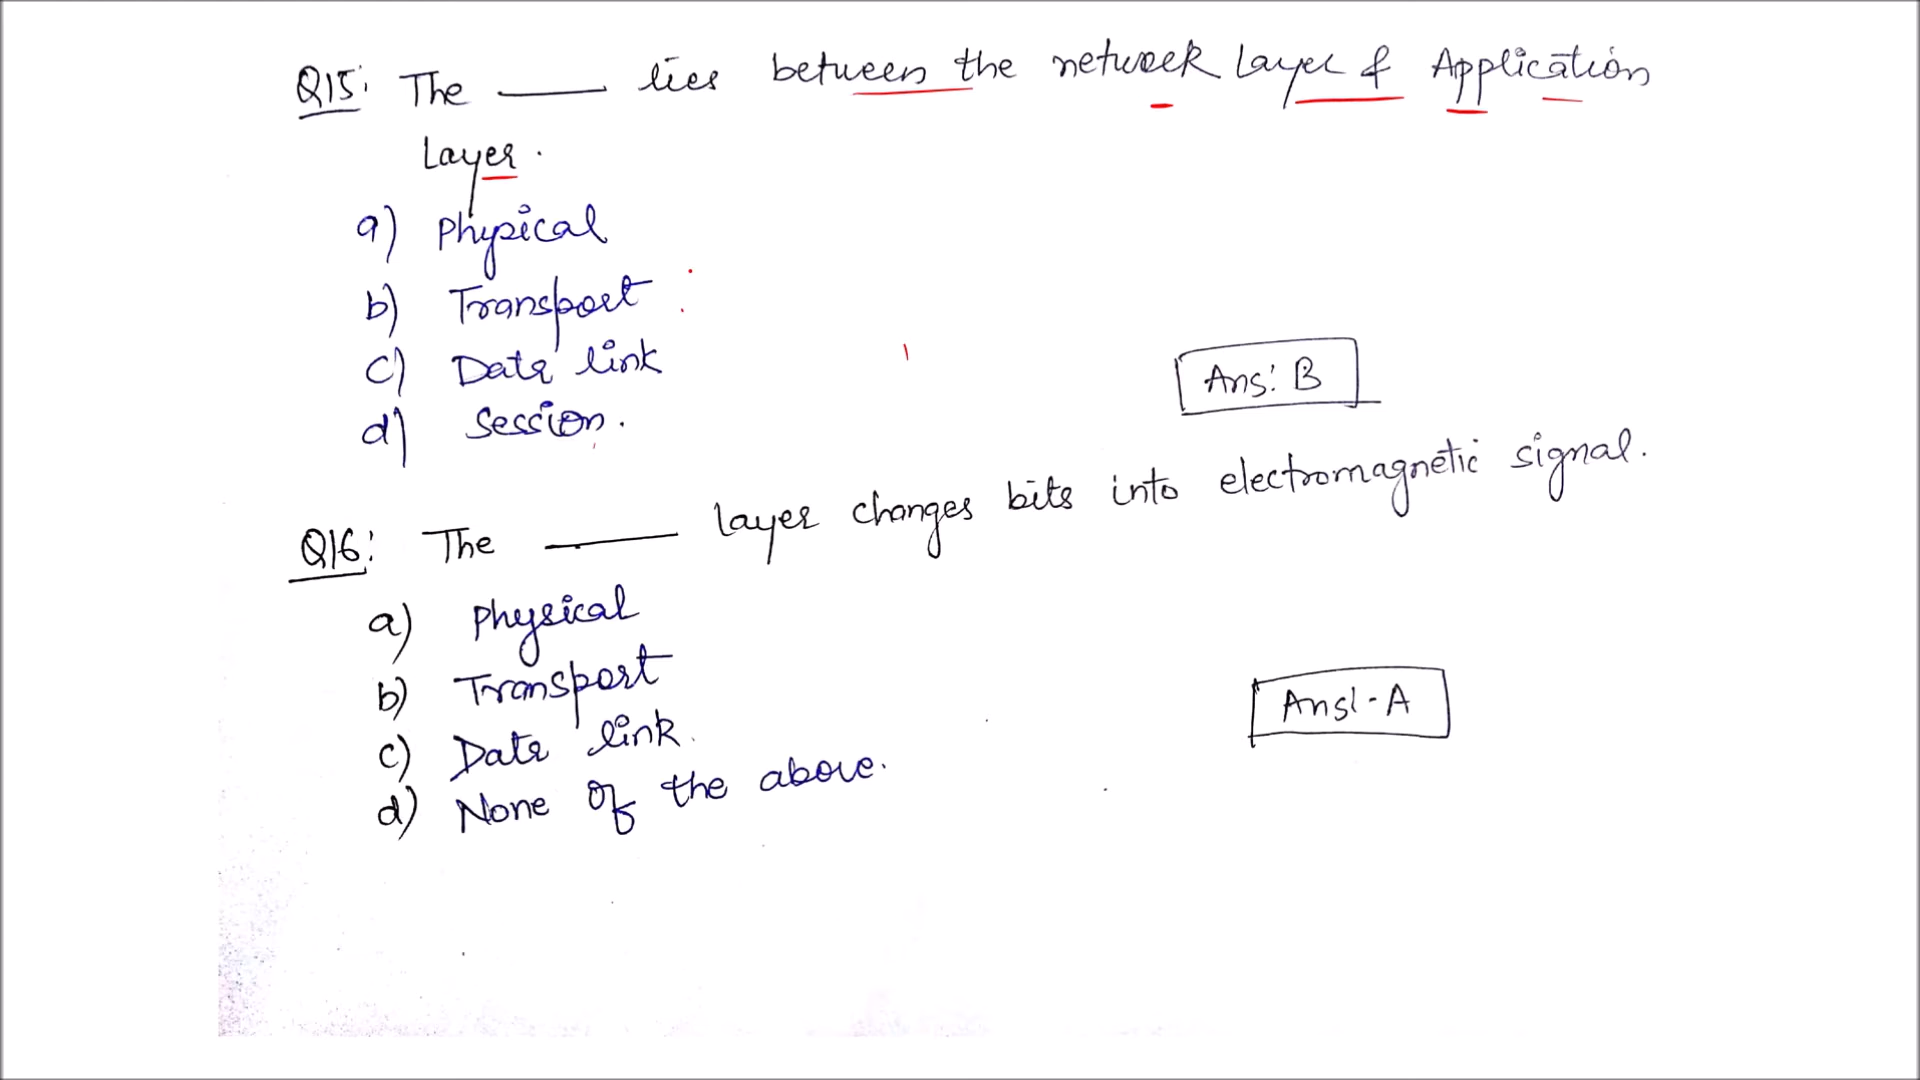 Q15: The ____ lies between the network Layer & Application
Layer.
a) Physical
b) Transport
c) Data link
d) Session.
Ans: B
Q16: The ____ layer changes bits into electromagnetic signal.
a) Physical
b) Transport
c) Data link.
d) None of the above.
Ans:- A